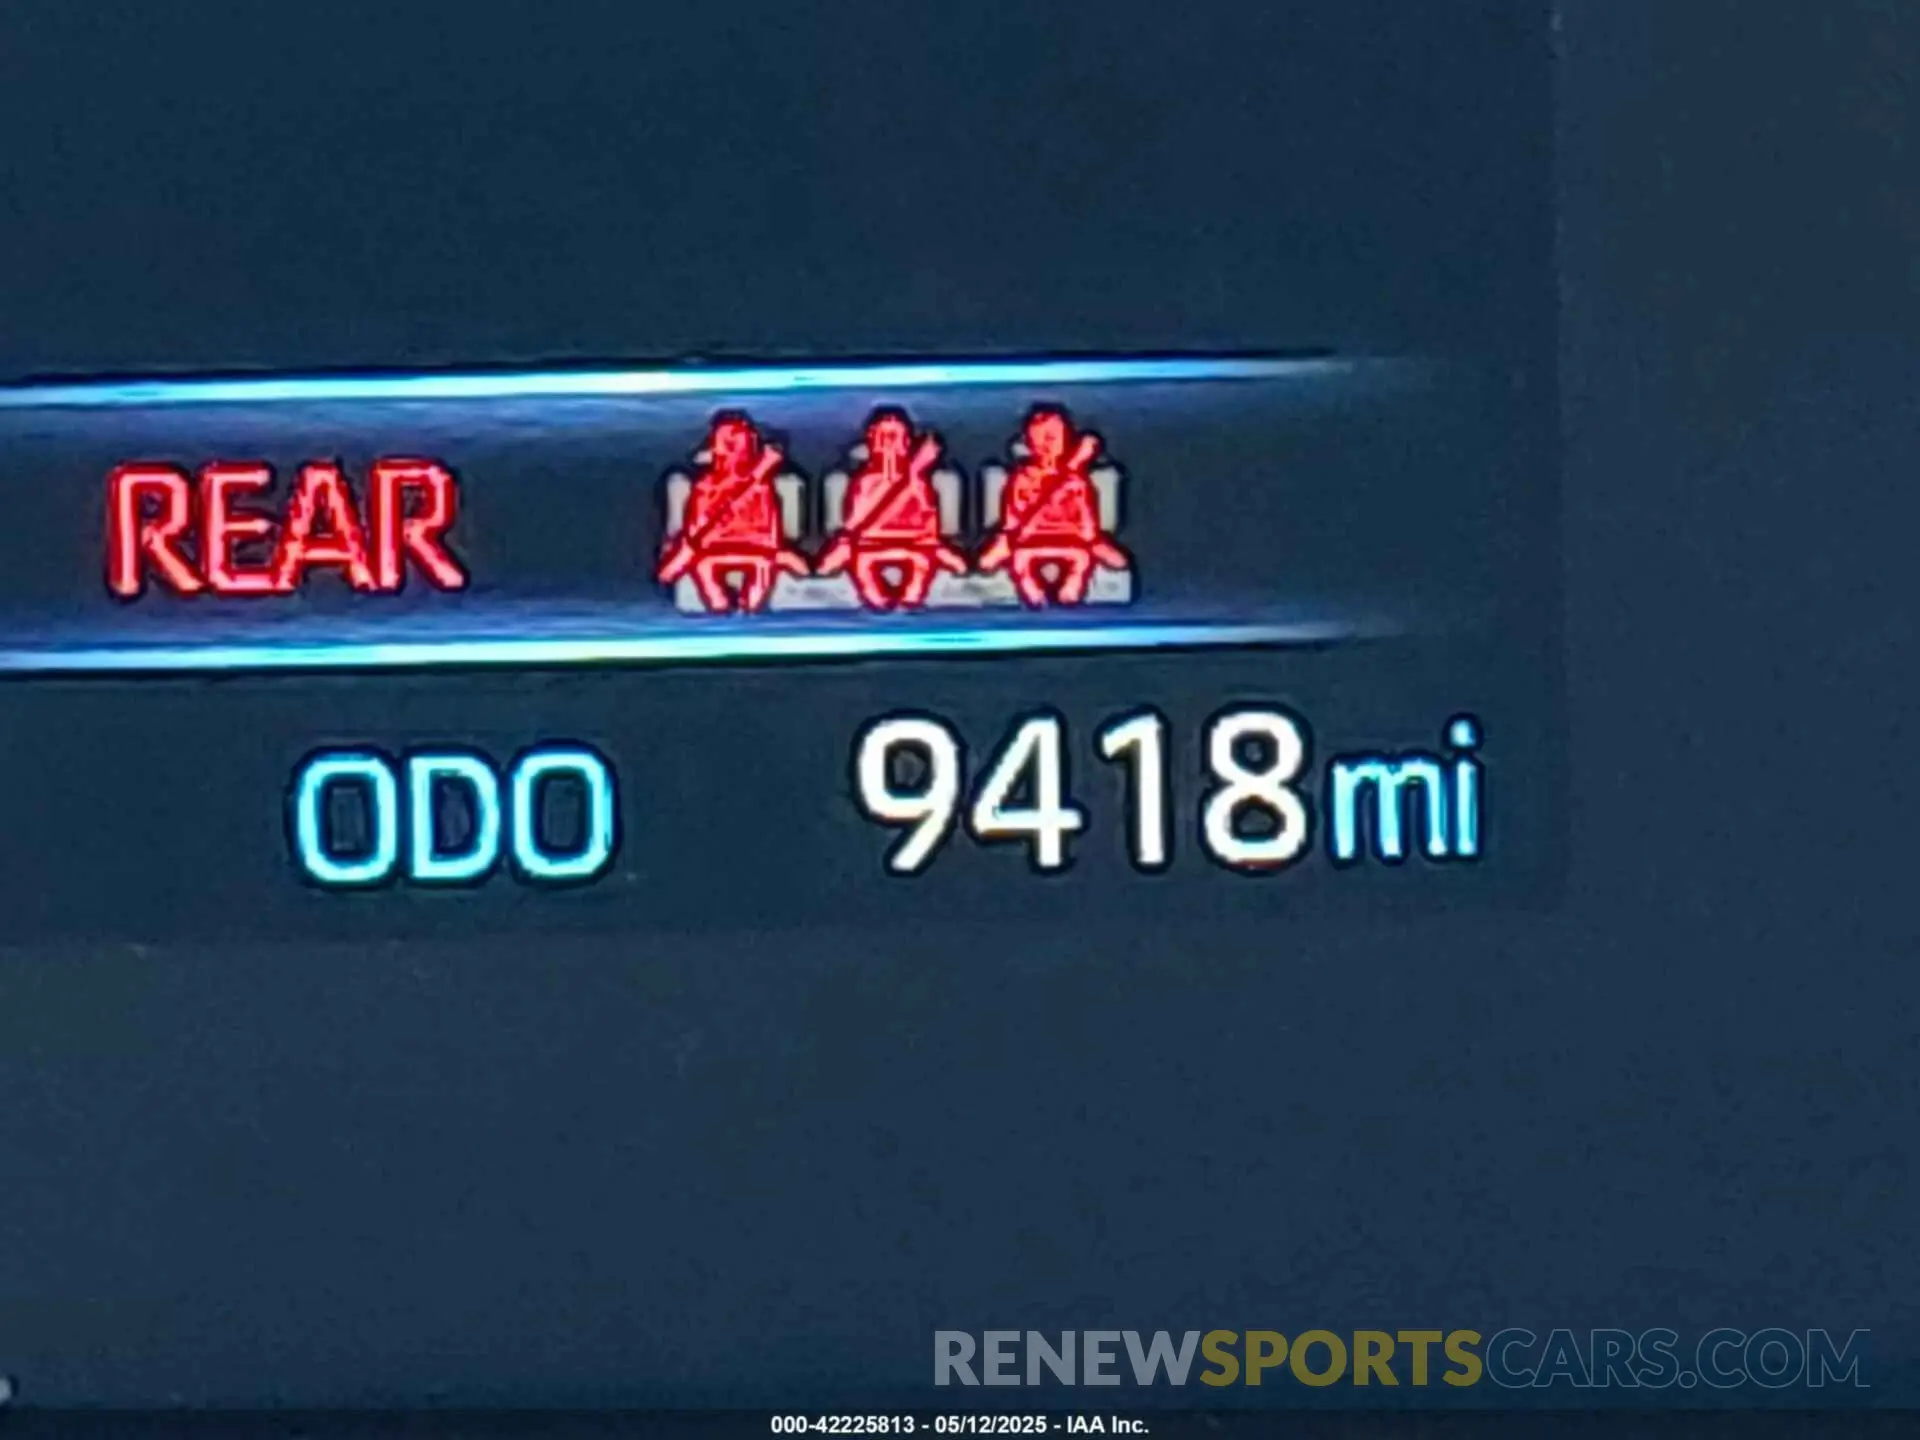 REAR
ODO 9418mi
RENEWSPORTSCARS.COM
000-42225813 - 05/12/2025 - IAA Inc.